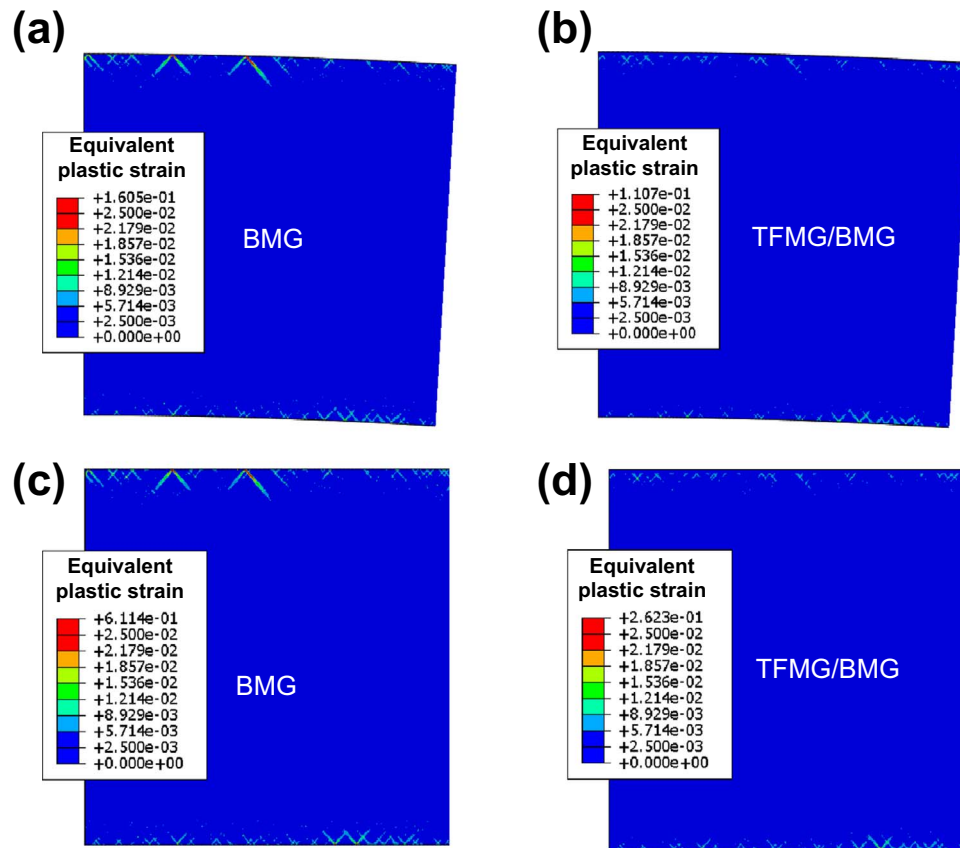 (a)
Equivalent
plastic strain
+1.605e-01
+2.500e-02
+2.179e-02
+1.857e-02
+1.536e-02
+1.214e-02
+8.929e-03
+5.714e-03
+2.500e-03
+0.000e+00
BMG
(b)
Equivalent
plastic strain
+1.107e-01
+2.500e-02
+2.179e-02
+1.857e-02
+1.536e-02
+1.214e-02
+8.929e-03
+5.714e-03
+2.500e-03
+0.000e+00
TFMG/BMG
(c)
Equivalent
plastic strain
+6.114e-01
+2.500e-02
+2.179e-02
+1.857e-02
+1.536e-02
+1.214e-02
+8.929e-03
+5.714e-03
+2.500e-03
+0.000e+00
BMG
(d)
Equivalent
plastic strain
+2.623e-01
+2.500e-02
+2.179e-02
+1.857e-02
+1.536e-02
+1.214e-02
+8.929e-03
+5.714e-03
+2.500e-03
+0.000e+00
TFMG/BMG